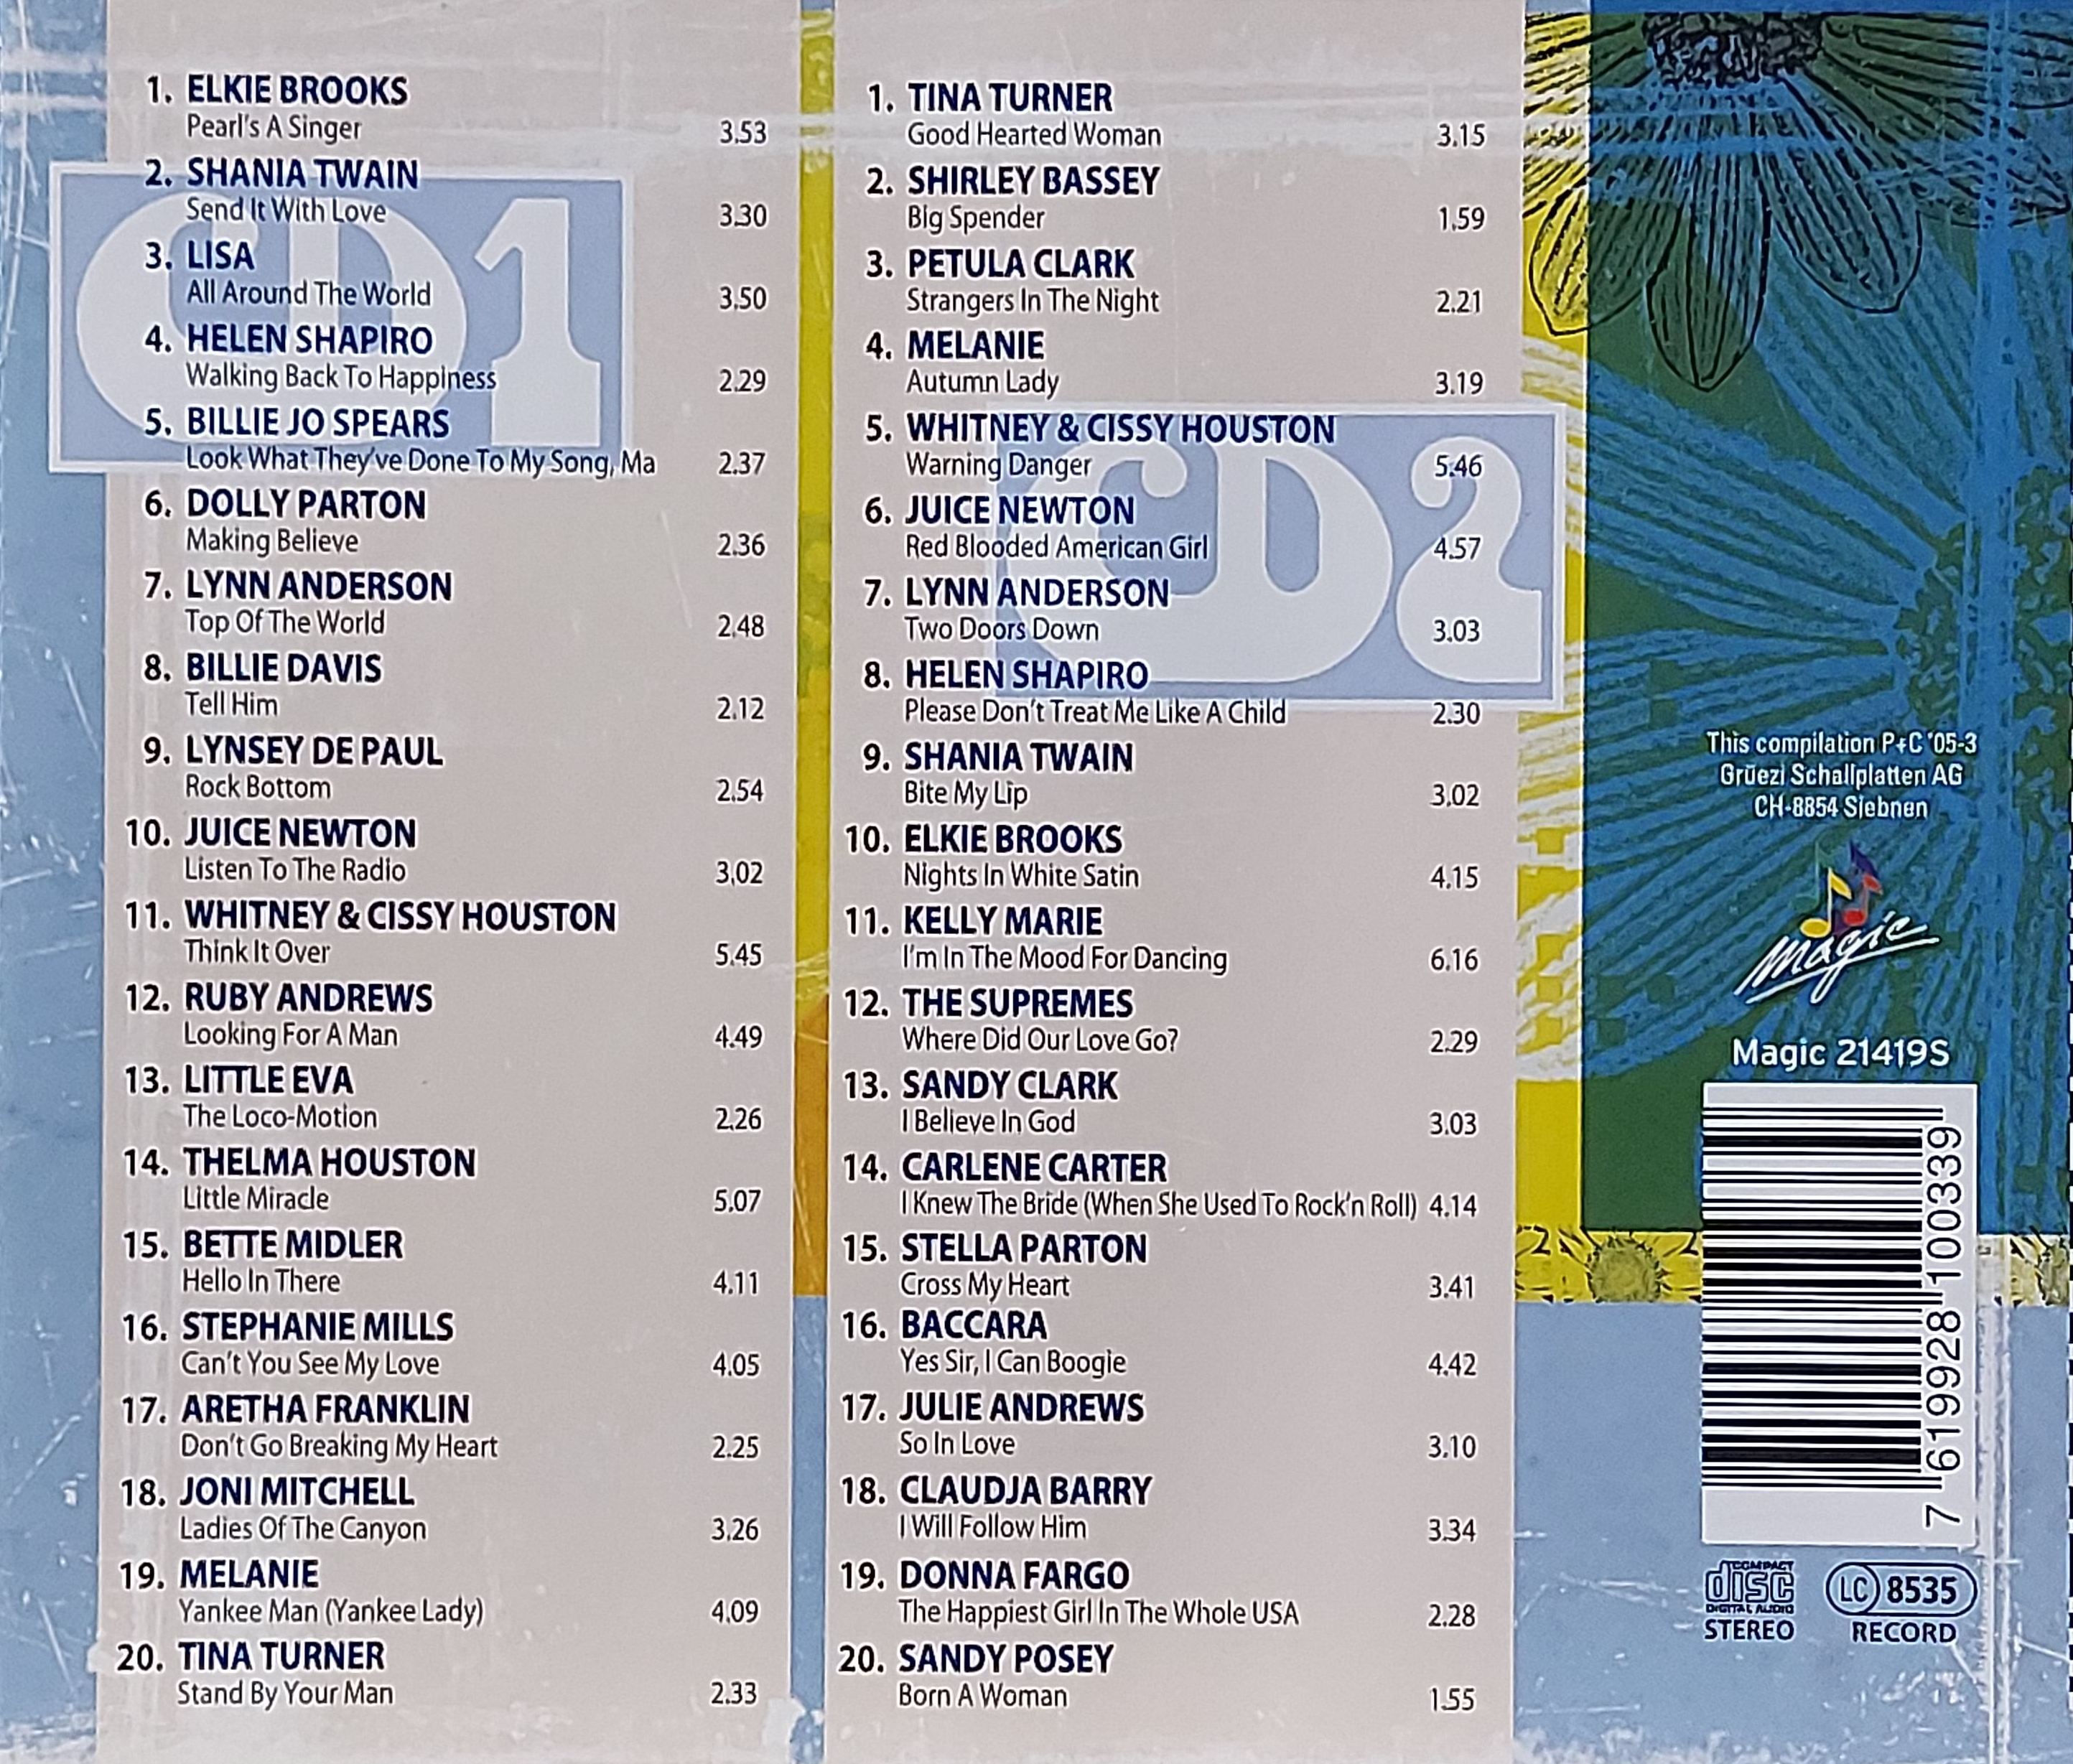 CD1
1. ELKIE BROOKS
Pearl's A Singer 3.53
2. SHANIA TWAIN
Send It With Love 3.30
3. LISA
All Around The World 3.50
4. HELEN SHAPIRO
Walking Back To Happiness 2.29
5. BILLIE JO SPEARS
Look What They've Done To My Song, Ma 2.37
6. DOLLY PARTON
Making Believe 2.36
7. LYNN ANDERSON
Top Of The World 2.48
8. BILLIE DAVIS
Tell Him 2.12
9. LYNSEY DE PAUL
Rock Bottom 2.54
10. JUICE NEWTON
Listen To The Radio 3.02
11. WHITNEY & CISSY HOUSTON
Think It Over 5.45
12. RUBY ANDREWS
Looking For A Man 4.49
13. LITTLE EVA
The Loco-Motion 2.26
14. THELMA HOUSTON
Little Miracle 5.07
15. BETTE MIDLER
Hello In There 4.11
16. STEPHANIE MILLS
Can't You See My Love 4.05
17. ARETHA FRANKLIN
Don't Go Breaking My Heart 2.25
18. JONI MITCHELL
Ladies Of The Canyon 3.26
19. MELANIE
Yankee Man (Yankee Lady) 4.09
20. TINA TURNER
Stand By Your Man 2.33
CD2
1. TINA TURNER
Good Hearted Woman 3.15
2. SHIRLEY BASSEY
Big Spender 1.59
3. PETULA CLARK
Strangers In The Night 2.21
4. MELANIE
Autumn Lady 3.19
5. WHITNEY & CISSY HOUSTON
Warning Danger 5.46
6. JUICE NEWTON
Red Blooded American Girl 4.57
7. LYNN ANDERSON
Two Doors Down 3.03
8. HELEN SHAPIRO
Please Don't Treat Me Like A Child 2.30
9. SHANIA TWAIN
Bite My Lip 3.02
10. ELKIE BROOKS
Nights In White Satin 4.15
11. KELLY MARIE
I'm In The Mood For Dancing 6.16
12. THE SUPREMES
Where Did Our Love Go? 2.29
13. SANDY CLARK
I Believe In God 3.03
14. CARLENE CARTER
I Knew The Bride (When She Used To Rock'n Roll) 4.14
15. STELLA PARTON
Cross My Heart 3.41
16. BACCARA
Yes Sir, I Can Boogie 4.42
17. JULIE ANDREWS
So In Love 3.10
18. CLAUDJA BARRY
I Will Follow Him 3.34
19. DONNA FARGO
The Happiest Girl In The Whole USA 2.28
20. SANDY POSEY
Born A Woman 1.55
This compilation P+C '05-3
Grüezi Schallplatten AG
CH-8854 Siebnen
magic
Magic 21419S
7 619928 100339
COMPACT
disc
DIGITAL AUDIO
STEREO
LC 8535
RECORD